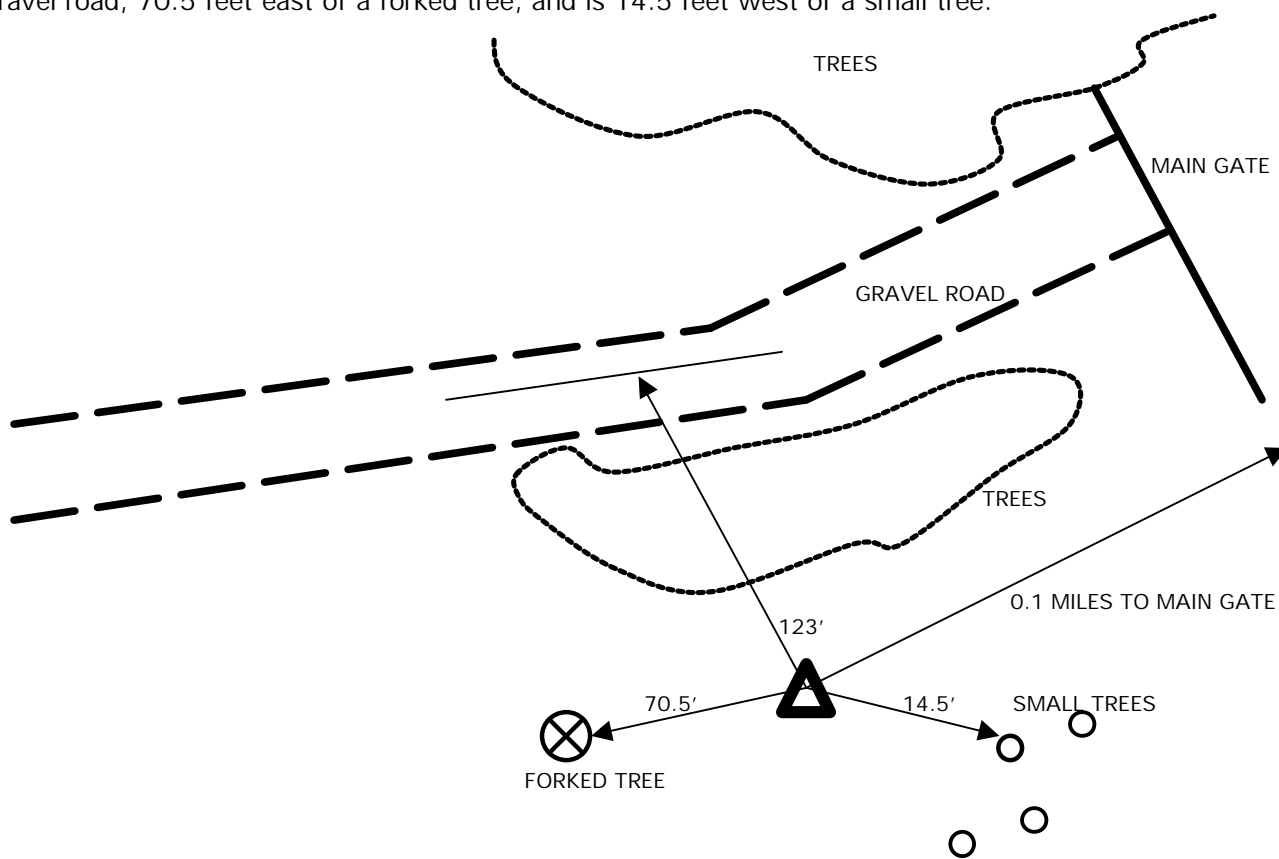 gravel road, 70.5 feet east of a forked tree, and is 14.5 feet west of a small tree.
TREES
MAIN GATE
GRAVEL ROAD
TREES
0.1 MILES TO MAIN GATE
123’
70.5’
14.5’
SMALL TREES
FORKED TREE